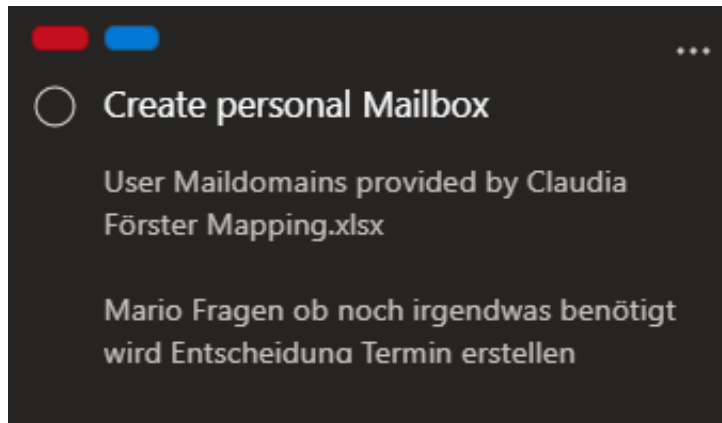 Create personal Mailbox
User Maildomains provided by Claudia
Förster Mapping.xlsx
Mario Fragen ob noch irgendwas benötigt
wird Entscheidung Termin erstellen